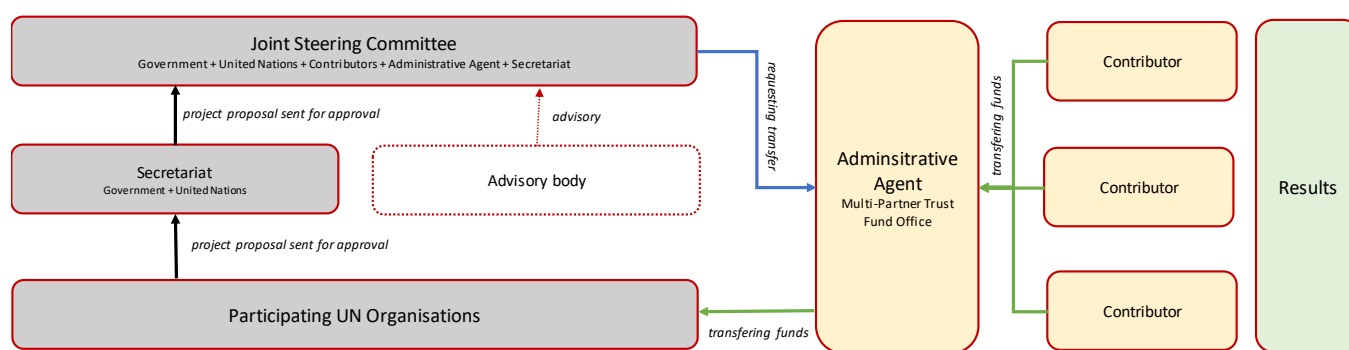 Joint Steering Committee
Government + United Nations + Contributors + Administrative Agent + Secretariat
project proposal sent for approval
advisory
Secretariat
Government + United Nations
Advisory body
project proposal sent for approval
Participating UN Organisations
requesting transfer
transfering funds
Adminsitrative
Agent
Multi-Partner Trust
Fund Office
transfering funds
Contributor
Contributor
Contributor
Results